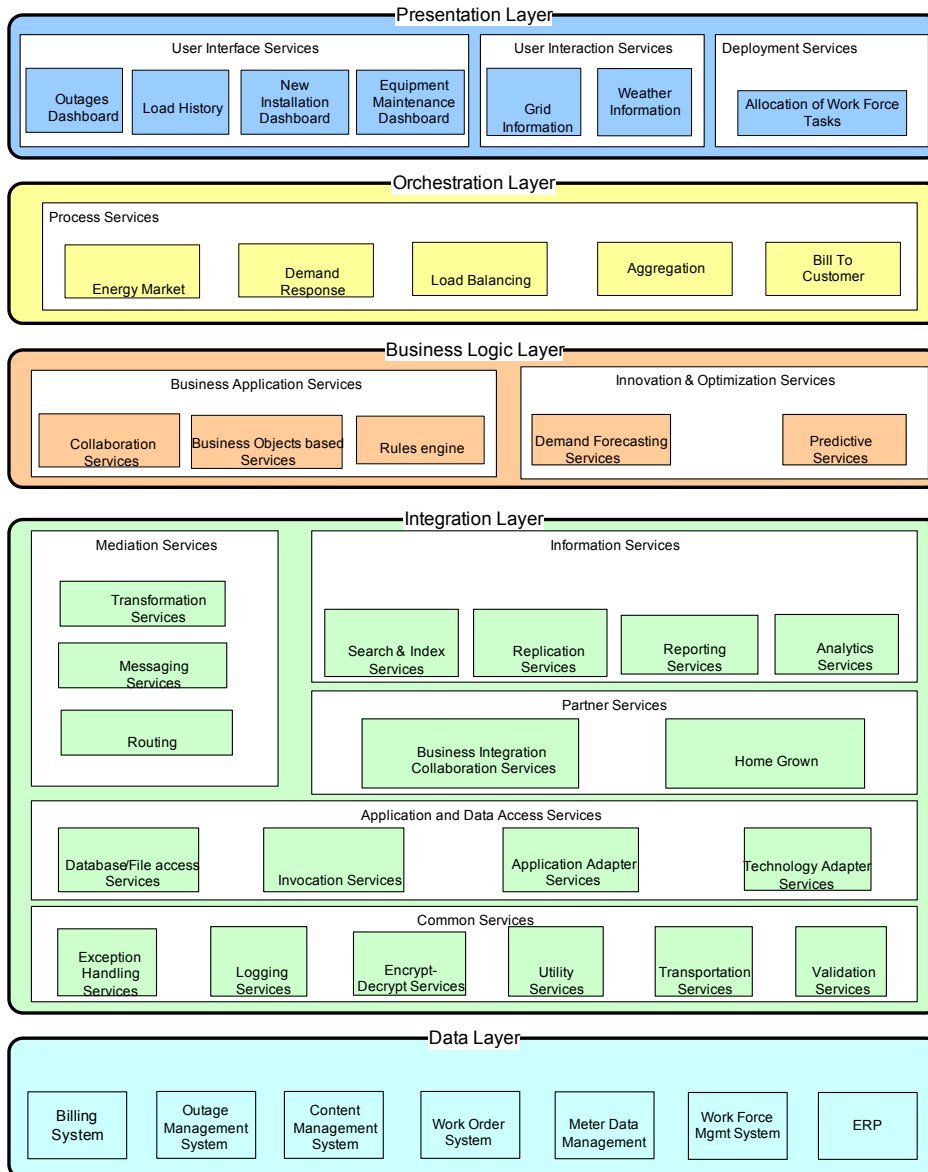 Presentation Layer
User Interface Services
User Interaction Services
Deployment Services
Outages
Dashboard
Load History
New
Installation
Dashboard
Equipment
Maintenance
Dashboard
Grid
Information
Weather
Information
Allocation of Work Force
Tasks
Orchestration Layer
Process Services
Energy Market
Demand
Response
Load Balancing
Aggregation
Bill To
Customer
Business Logic Layer
Business Application Services
Innovation & Optimization Services
Collaboration
Services
Business Objects based
Services
Rules engine
Demand Forecasting
Services
Predictive
Services
Integration Layer
Mediation Services
Transformation
Services
Messaging
Services
Routing
Information Services
Search & Index
Services
Replication
Services
Reporting
Services
Analytics
Services
Partner Services
Business Integration
Collaboration Services
Home Grown
Application and Data Access Services
Database/File access
Services
Invocation Services
Application Adapter
Services
Technology Adapter
Services
Common Services
Exception
Handling
Services
Logging
Services
Encrypt-
Decrypt Services
Utility
Services
Transportation
Services
Validation
Services
Data Layer
Billing
System
Outage
Management
System
Content
Management
System
Work Order
System
Meter Data
Management
Work Force
Mgmt System
ERP